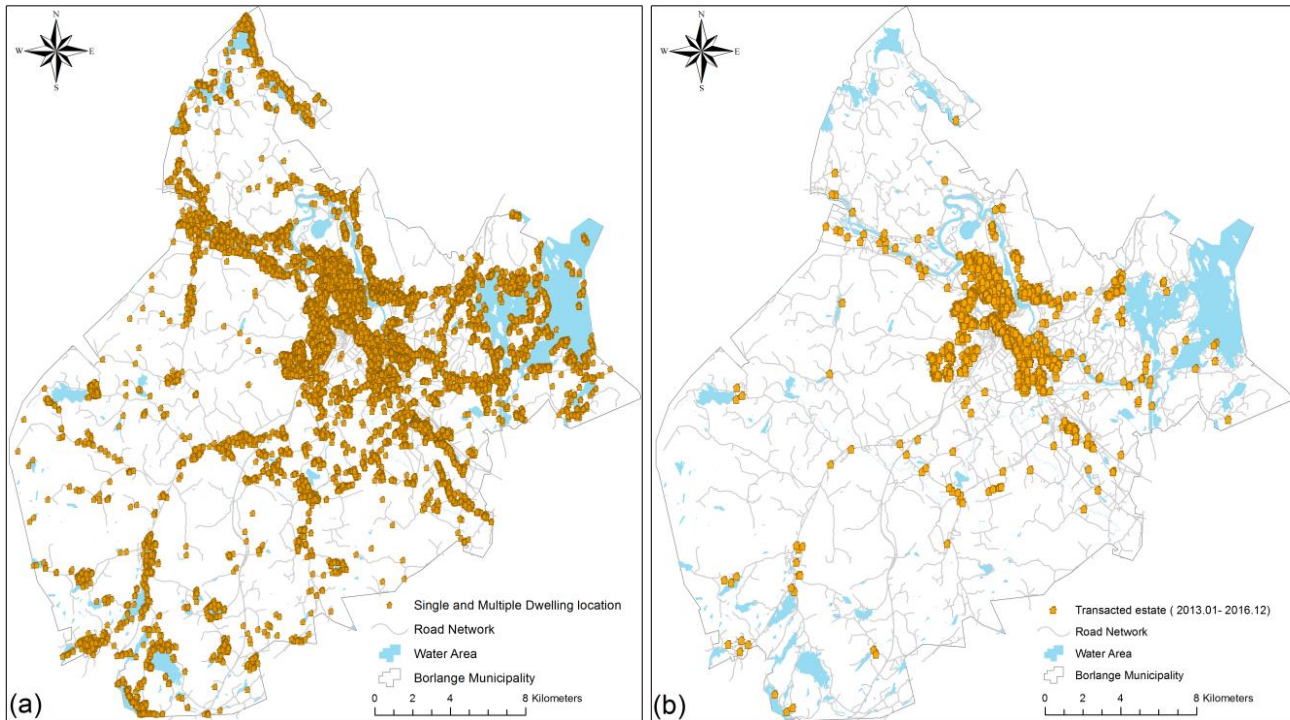 N
W E
S
Single and Multiple Dwelling location
Road Network
Water Area
Borlange Municipality
0 2 4 8 Kilometers
(a)
N
W E
S
Transacted estate ( 2013.01- 2016.12)
Road Network
Water Area
Borlange Municipality
0 2 4 8 Kilometers
(b)